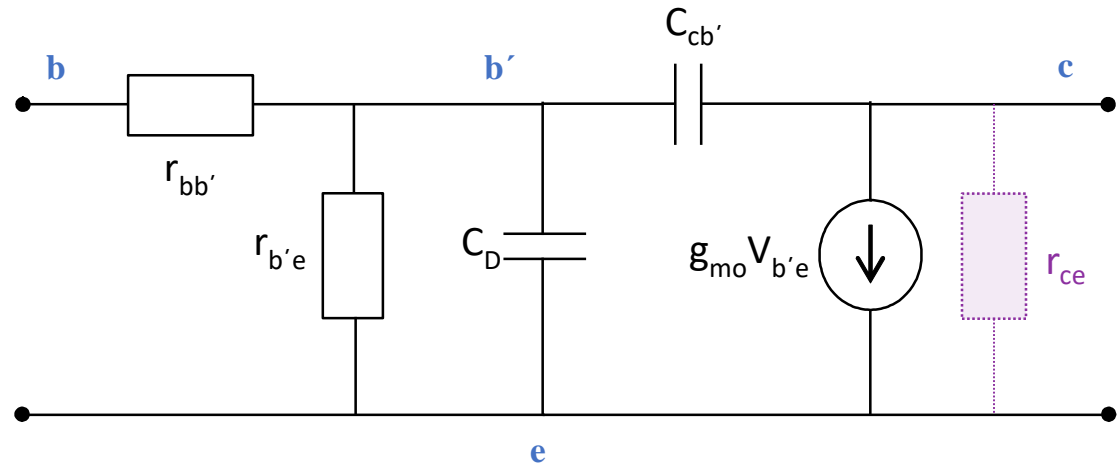 C_cb′
b
b′
c
r_bb′
r_b′e
C_D
g_mo V_b′e
r_ce
e